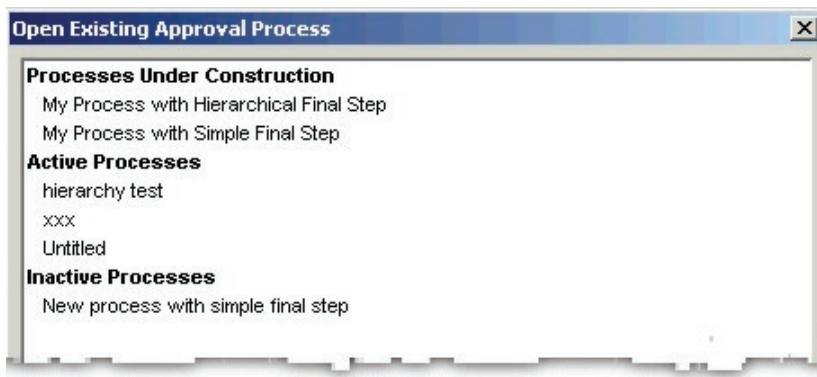 Open Existing Approval Process
Processes Under Construction
My Process with Hierarchical Final Step
My Process with Simple Final Step
Active Processes
hierarchy test
xxx
Untitled
Inactive Processes
New process with simple final step